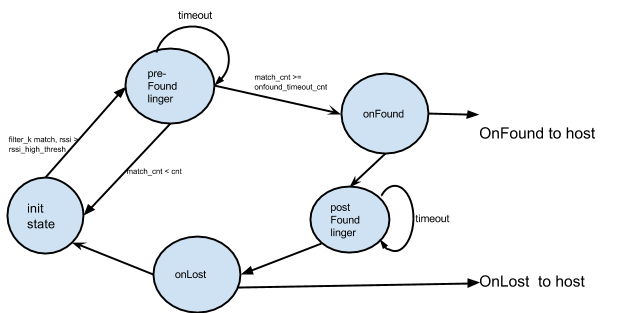 timeout
pre-
Found
linger
match_cnt >=
onfound_timeout_cnt
onFound
OnFound to host
filter_k match, rssi >
rssi_high_thresh
match_cnt < cnt
init
state
post
Found
linger
timeout
onLost
OnLost to host